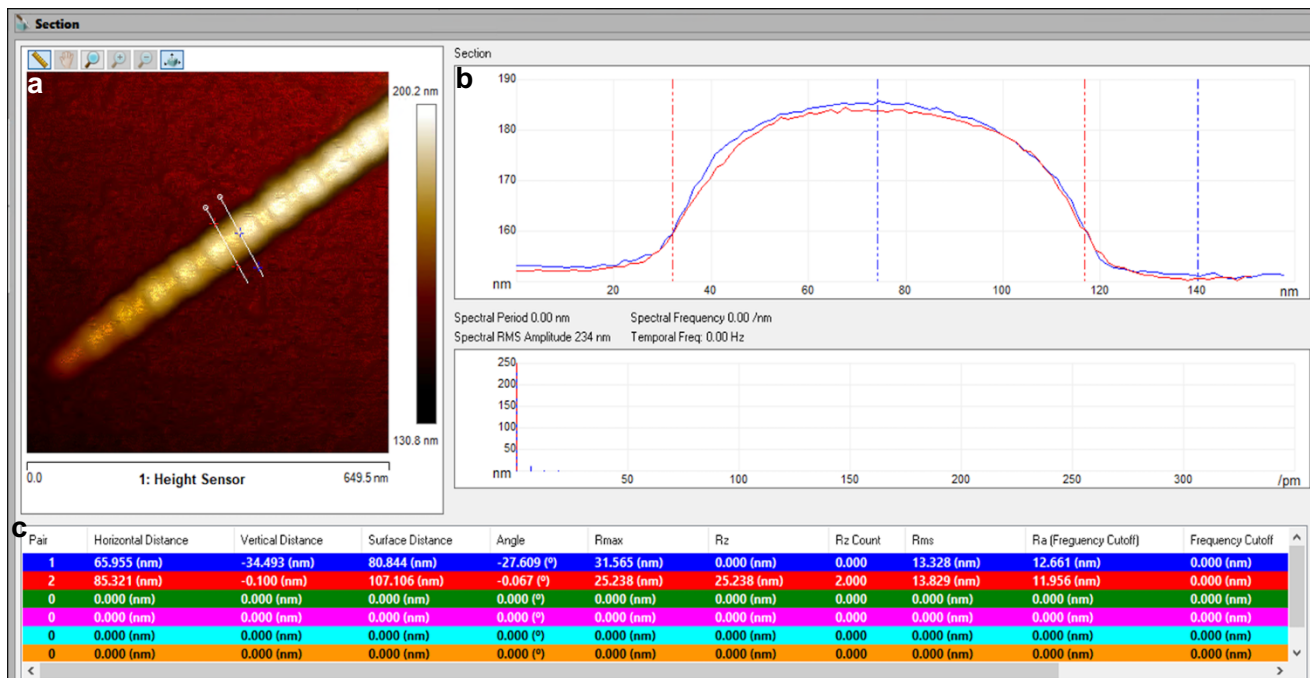 Section
a
200.2 nm
130.8 nm
0.0
1: Height Sensor
649.5 nm
Section
b
190
180
170
160
nm
20
40
60
80
100
120
140
nm
Spectral Period 0.00 nm
Spectral Frequency 0.00 /nm
Spectral RMS Amplitude 234 nm
Temporal Freq: 0.00 Hz
250
200
150
100
50
nm
50
100
150
200
250
300
/pm
c
Pair Horizontal Distance Vertical Distance Surface Distance Angle Rmax Rz Rz Count Rms Ra (Freguency Cutoff) Frequency Cutoff
1 65.955 (nm) -34.493 (nm) 80.844 (nm) -27.609 (º) 31.565 (nm) 0.000 (nm) 0.000 13.328 (nm) 12.661 (nm) 0.000 (nm)
2 85.321 (nm) -0.100 (nm) 107.106 (nm) -0.067 (º) 25.238 (nm) 25.238 (nm) 2.000 13.829 (nm) 11.956 (nm) 0.000 (nm)
0 0.000 (nm) 0.000 (nm) 0.000 (nm) 0.000 (º) 0.000 (nm) 0.000 (nm) 0.000 0.000 (nm) 0.000 (nm) 0.000 (nm)
0 0.000 (nm) 0.000 (nm) 0.000 (nm) 0.000 (º) 0.000 (nm) 0.000 (nm) 0.000 0.000 (nm) 0.000 (nm) 0.000 (nm)
0 0.000 (nm) 0.000 (nm) 0.000 (nm) 0.000 (º) 0.000 (nm) 0.000 (nm) 0.000 0.000 (nm) 0.000 (nm) 0.000 (nm)
0 0.000 (nm) 0.000 (nm) 0.000 (nm) 0.000 (º) 0.000 (nm) 0.000 (nm) 0.000 0.000 (nm) 0.000 (nm) 0.000 (nm)